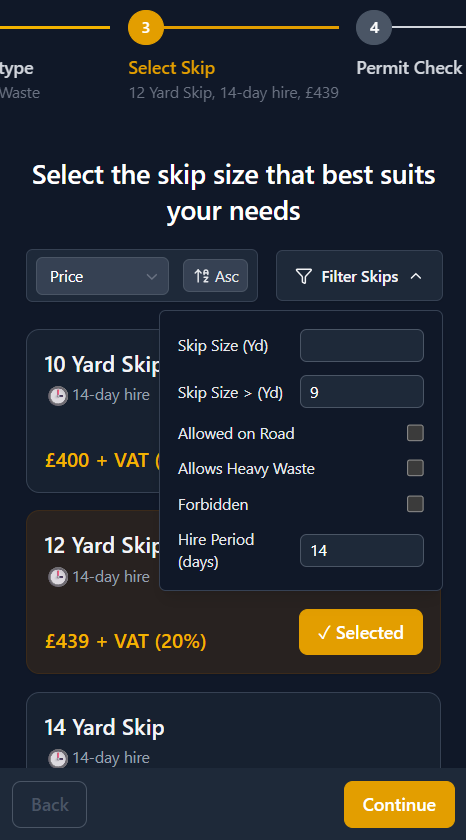 3
4
type
Select Skip
Permit Check
Waste
12 Yard Skip, 14-day hire, £439
Select the skip size that best suits
your needs
Price
Asc
Filter Skips
Skip Size (Yd)
Skip Size > (Yd)
9
Allowed on Road
Allows Heavy Waste
Forbidden
Hire Period
(days)
14
10 Yard Skip
14-day hire
£400 + VAT (
12 Yard Skip
14-day hire
£439 + VAT (20%)
✓ Selected
14 Yard Skip
14-day hire
Back
Continue